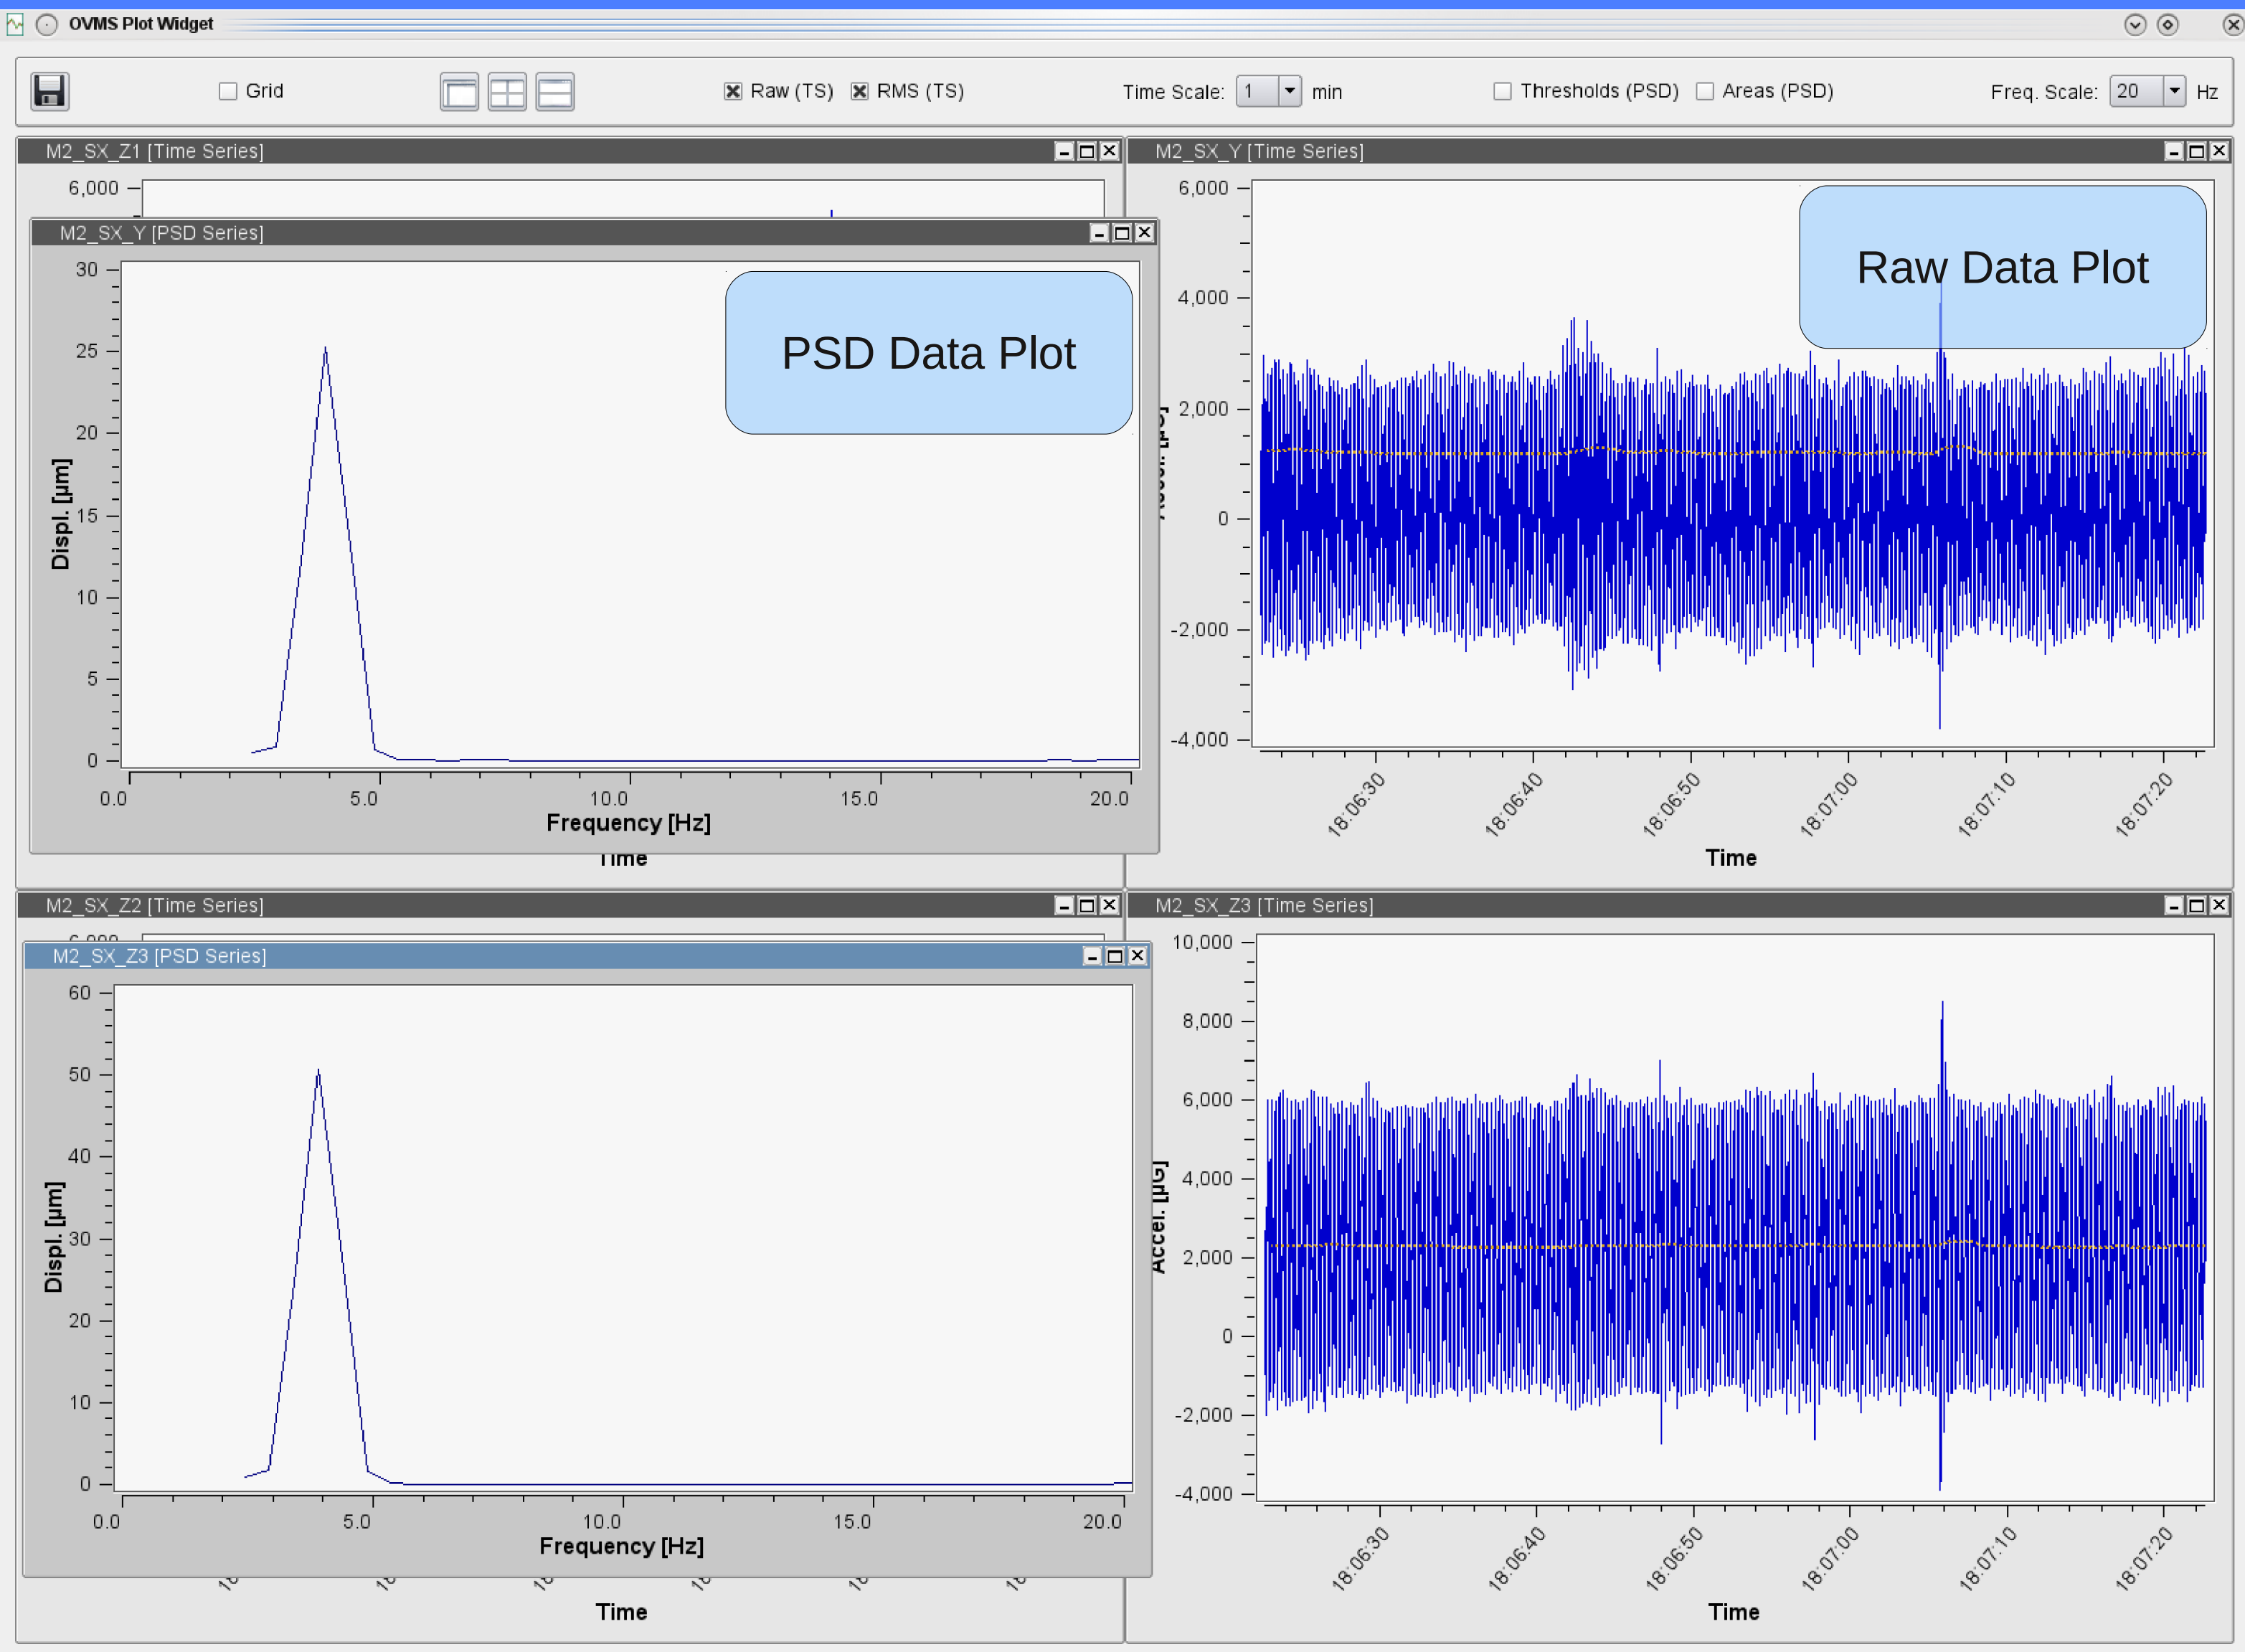 OVMS Plot Widget
Grid
Raw (TS)
RMS (TS)
Time Scale: 1 min
Thresholds (PSD)
Areas (PSD)
Freq. Scale: 20 Hz
M2_SX_Z1 [Time Series]
6,000
Time
M2_SX_Y [PSD Series]
PSD Data Plot
30
25
20
15
10
5
0
Displ. [µm]
0.0 5.0 10.0 15.0 20.0
Frequency [Hz]
M2_SX_Y [Time Series]
Raw Data Plot
6,000
4,000
2,000
0
-2,000
-4,000
18:06:30 18:06:40 18:06:50 18:07:00 18:07:10 18:07:20
Time
M2_SX_Z2 [Time Series]
Time
M2_SX_Z3 [PSD Series]
60
50
40
30
20
10
0
Displ. [µm]
0.0 5.0 10.0 15.0 20.0
Frequency [Hz]
M2_SX_Z3 [Time Series]
10,000
8,000
6,000
4,000
2,000
0
-2,000
-4,000
Accel. [µG]
18:06:30 18:06:40 18:06:50 18:07:00 18:07:10 18:07:20
Time